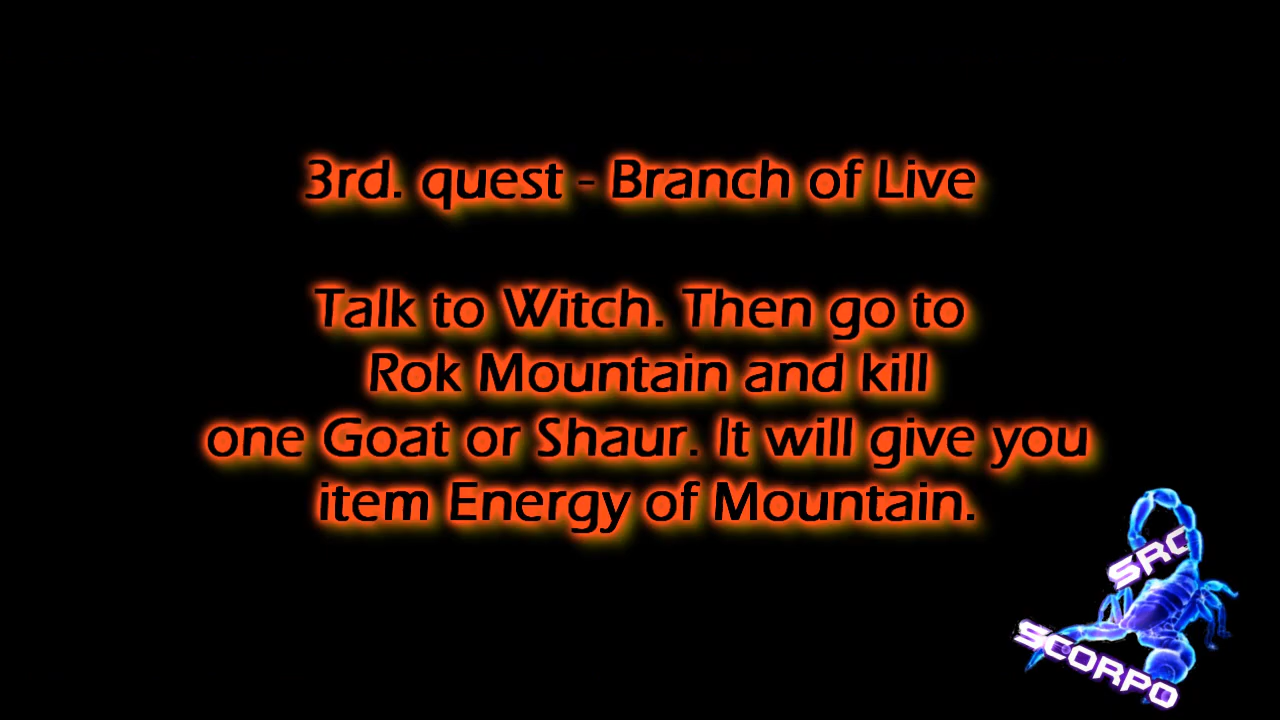 3rd. quest - Branch of Live
Talk to Witch. Then go to
Rok Mountain and kill
one Goat or Shaur. It will give you
item Energy of Mountain.
SRC
SCORPO